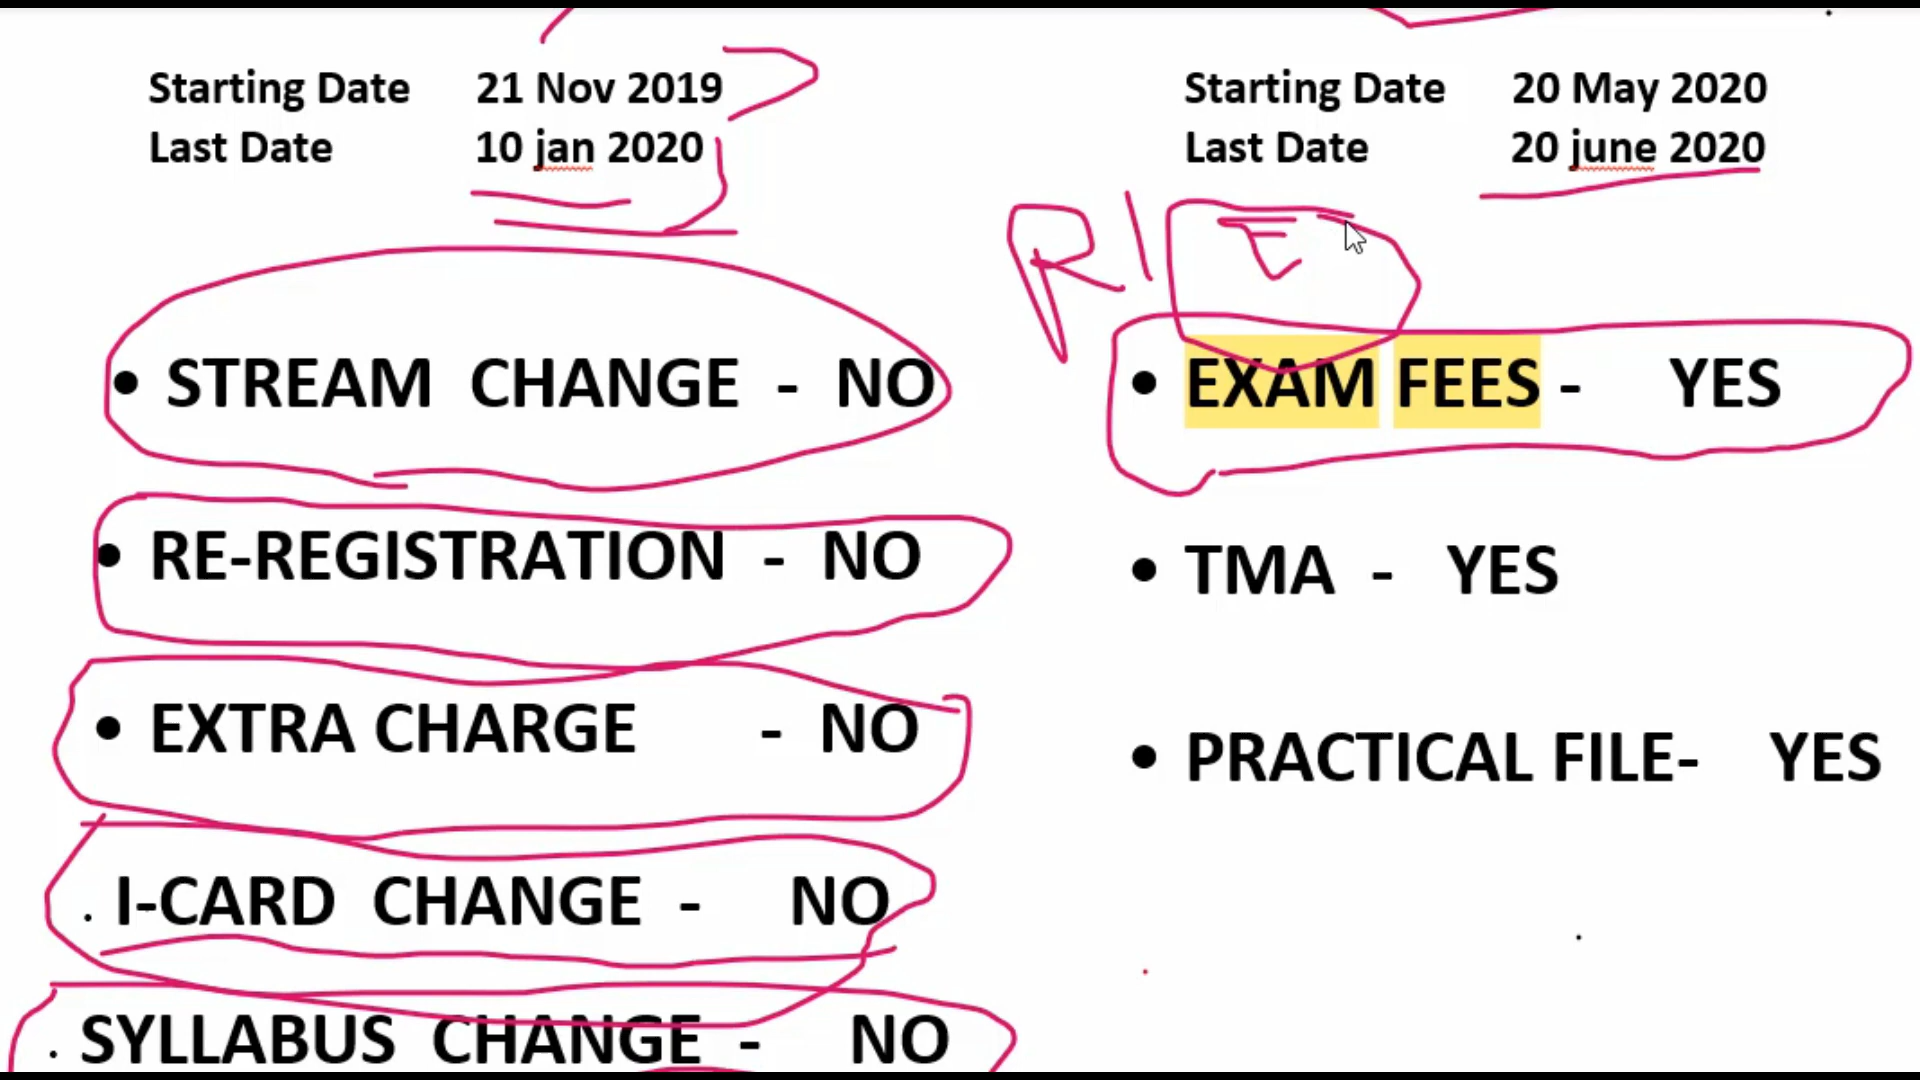 Starting Date 21 Nov 2019
Last Date 10 jan 2020
• STREAM CHANGE - NO
• RE-REGISTRATION - NO
• EXTRA CHARGE - NO
. I-CARD CHANGE - NO
. SYLLABUS CHANGE - NO
Starting Date 20 May 2020
Last Date 20 june 2020
• EXAM FEES - YES
• TMA - YES
• PRACTICAL FILE- YES